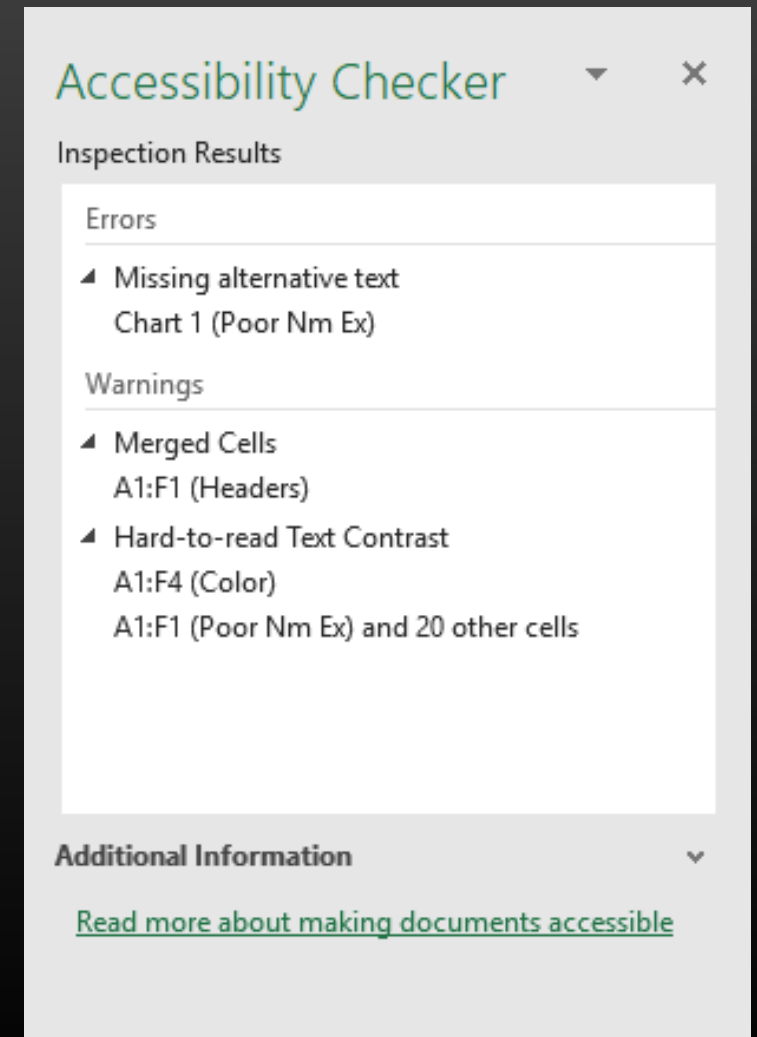 Accessibility Checker
Inspection Results
Errors
Missing alternative text
Chart 1 (Poor Nm Ex)
Warnings
Merged Cells
A1:F1 (Headers)
Hard-to-read Text Contrast
A1:F4 (Color)
A1:F1 (Poor Nm Ex) and 20 other cells
Additional Information
Read more about making documents accessible